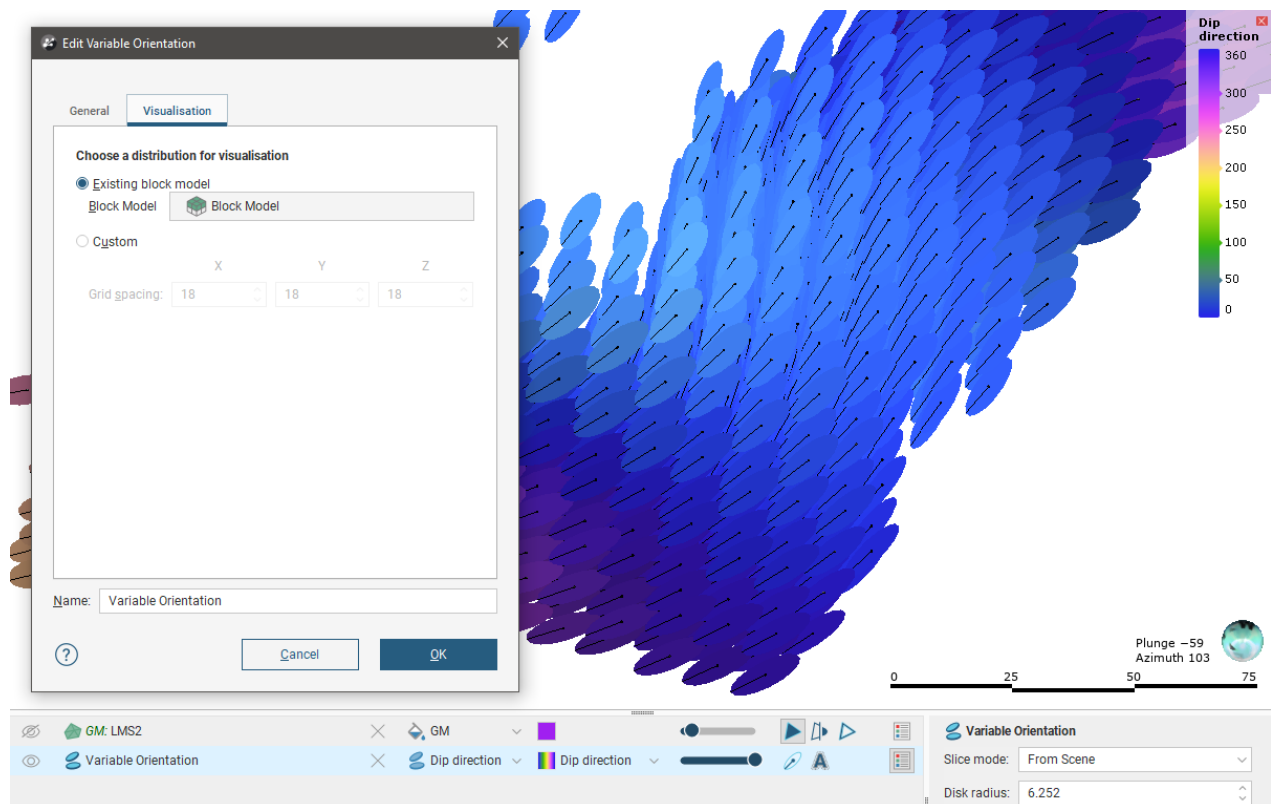 Edit Variable Orientation
General
Visualisation
Choose a distribution for visualisation
Existing block model
Block Model
Block Model
Custom
X Y Z
Grid spacing: 18 18 18
Name: Variable Orientation
?
Cancel
OK
Dip
direction
360
300
250
200
150
100
50
0
Plunge −59
Azimuth 103
0 25 50 75
GM: LMS2
GM
Variable Orientation
Dip direction
Dip direction
A
Variable Orientation
Slice mode: From Scene
Disk radius: 6.252